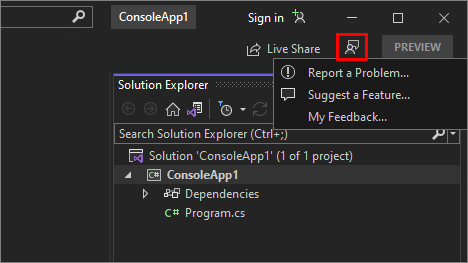 ConsoleApp1
Sign in
Live Share
PREVIEW
Report a Problem...
Suggest a Feature...
My Feedback...
Solution Explorer
Search Solution Explorer (Ctrl+;)
Solution 'ConsoleApp1' (1 of 1 project)
C# ConsoleApp1
Dependencies
C# Program.cs